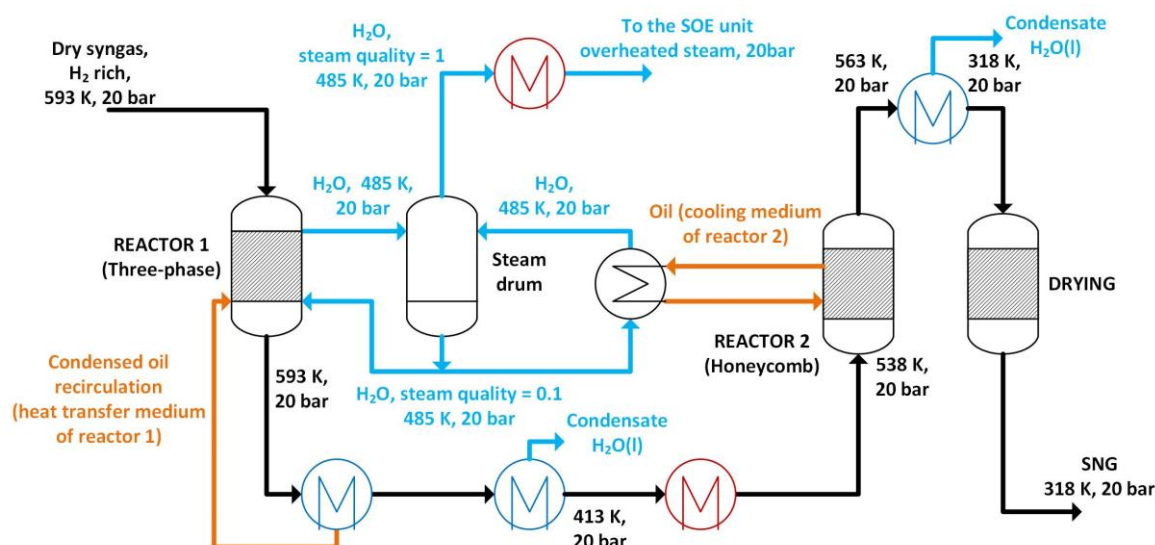 Dry syngas,
H₂ rich,
593 K, 20 bar
H₂O,
steam quality = 1
485 K, 20 bar
To the SOE unit
overheated steam, 20bar
563 K,
20 bar
Condensate
H₂O(l)
318 K,
20 bar
REACTOR 1
(Three-phase)
H₂O, 485 K,
20 bar
Steam
drum
H₂O,
485 K, 20 bar
Oil (cooling medium
of reactor 2)
REACTOR 2
(Honeycomb)
DRYING
538 K,
20 bar
Condensed oil
recirculation
(heat transfer medium
of reactor 1)
593 K,
20 bar
H₂O, steam quality = 0.1
485 K, 20 bar
Condensate
H₂O(l)
413 K,
20 bar
SNG
318 K, 20 bar